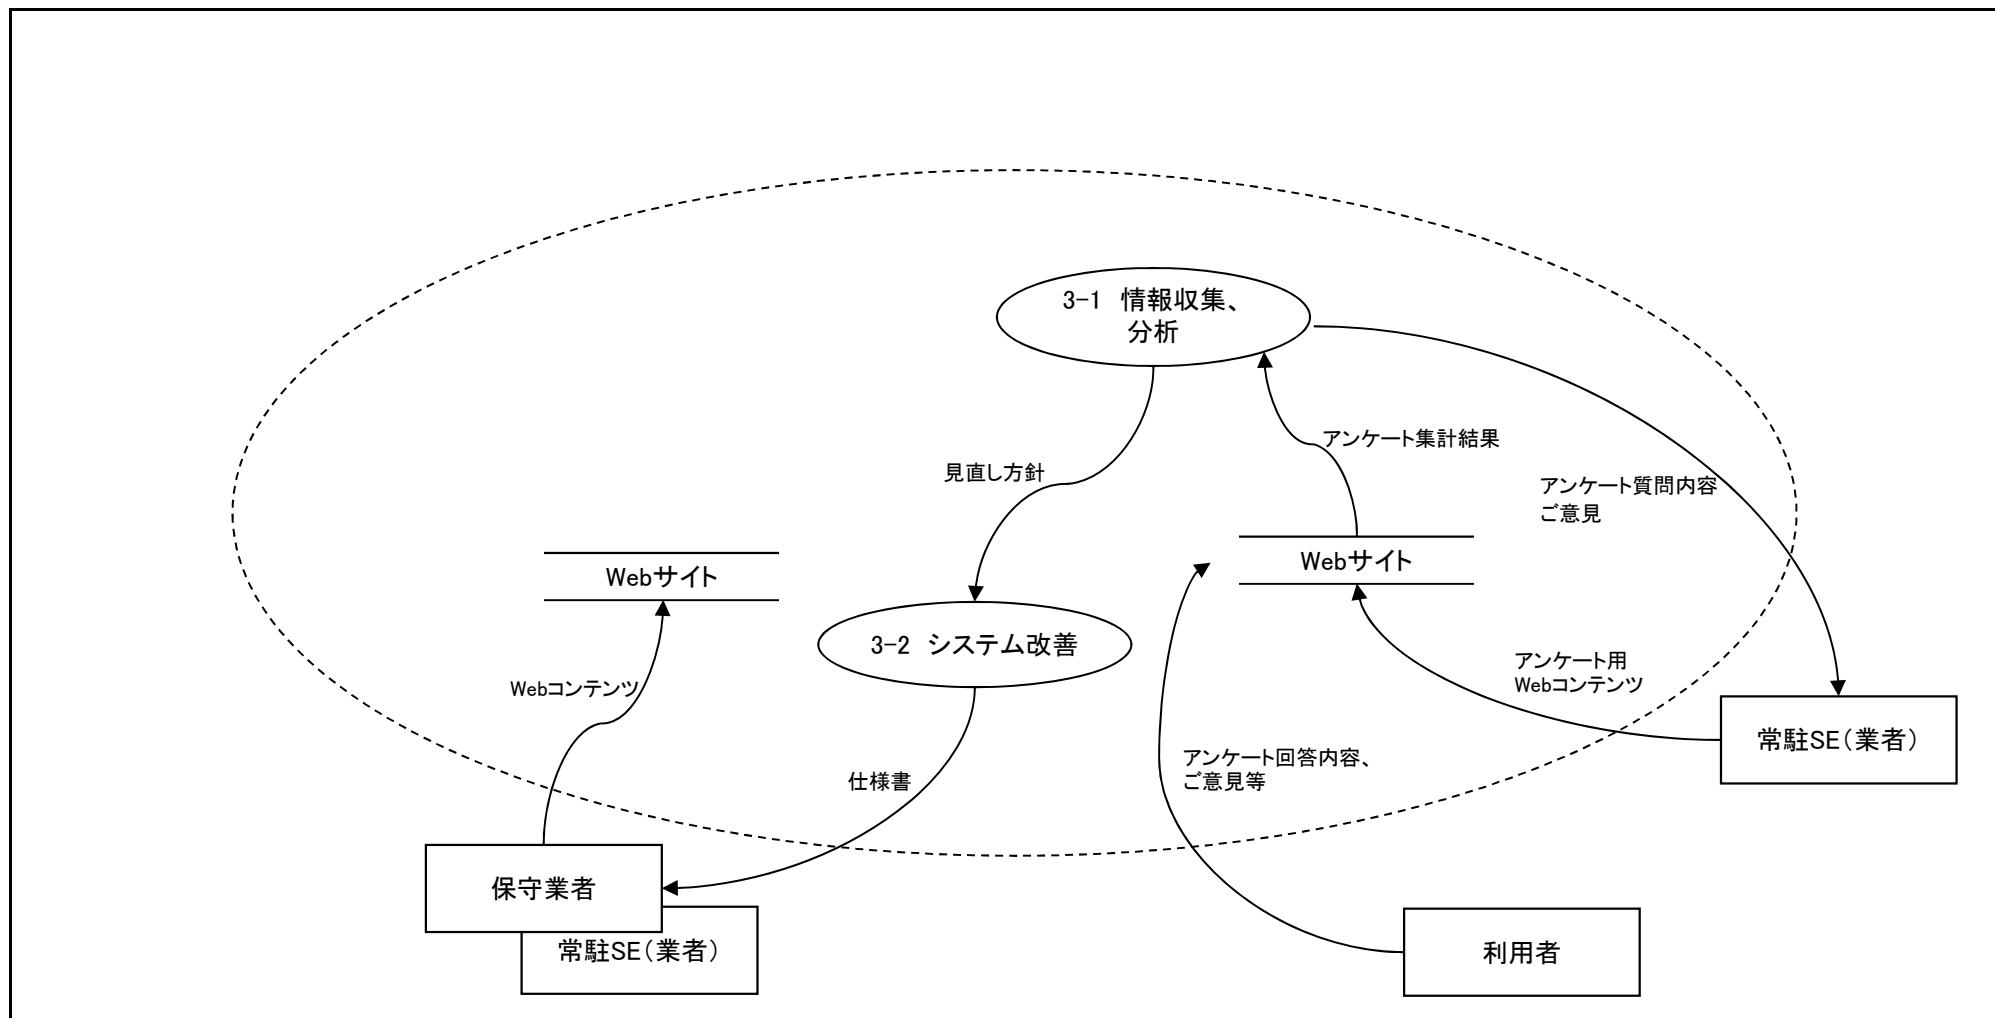 3-1 情報収集、
分析
アンケート集計結果
見直し方針
アンケート質問内容
ご意見
Webサイト
Webサイト
3-2 システム改善
アンケート用
Webコンテンツ
Webコンテンツ
常駐SE（業者）
アンケート回答内容、
ご意見等
仕様書
保守業者
常駐SE（業者）
利用者